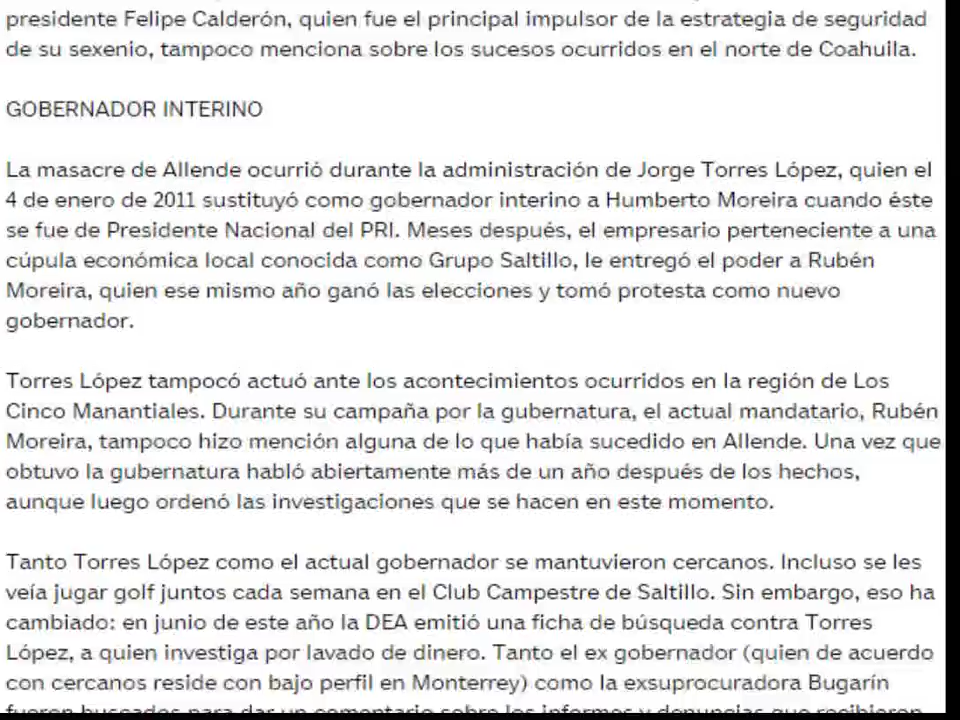 presidente Felipe Calderón, quien fue el principal impulsor de la estrategia de seguridad
de su sexenio, tampoco menciona sobre los sucesos ocurridos en el norte de Coahuila.
GOBERNADOR INTERINO
La masacre de Allende ocurrió durante la administración de Jorge Torres López, quien el
4 de enero de 2011 sustituyó como gobernador interino a Humberto Moreira cuando éste
se fue de Presidente Nacional del PRI. Meses después, el empresario perteneciente a una
cúpula económica local conocida como Grupo Saltillo, le entregó el poder a Rubén
Moreira, quien ese mismo año ganó las elecciones y tomó protesta como nuevo
gobernador.
Torres López tampocó actuó ante los acontecimientos ocurridos en la región de Los
Cinco Manantiales. Durante su campaña por la gubernatura, el actual mandatario, Rubén
Moreira, tampoco hizo mención alguna de lo que había sucedido en Allende. Una vez que
obtuvo la gubernatura habló abiertamente más de un año después de los hechos,
aunque luego ordenó las investigaciones que se hacen en este momento.
Tanto Torres López como el actual gobernador se mantuvieron cercanos. Incluso se les
veía jugar golf juntos cada semana en el Club Campestre de Saltillo. Sin embargo, eso ha
cambiado: en junio de este año la DEA emitió una ficha de búsqueda contra Torres
López, a quien investiga por lavado de dinero. Tanto el ex gobernador (quien de acuerdo
con cercanos reside con bajo perfil en Monterrey) como la exsuprocuradora Bugarín
fueron buscados para dar un comentario sobre los informes y denuncias que recibieron